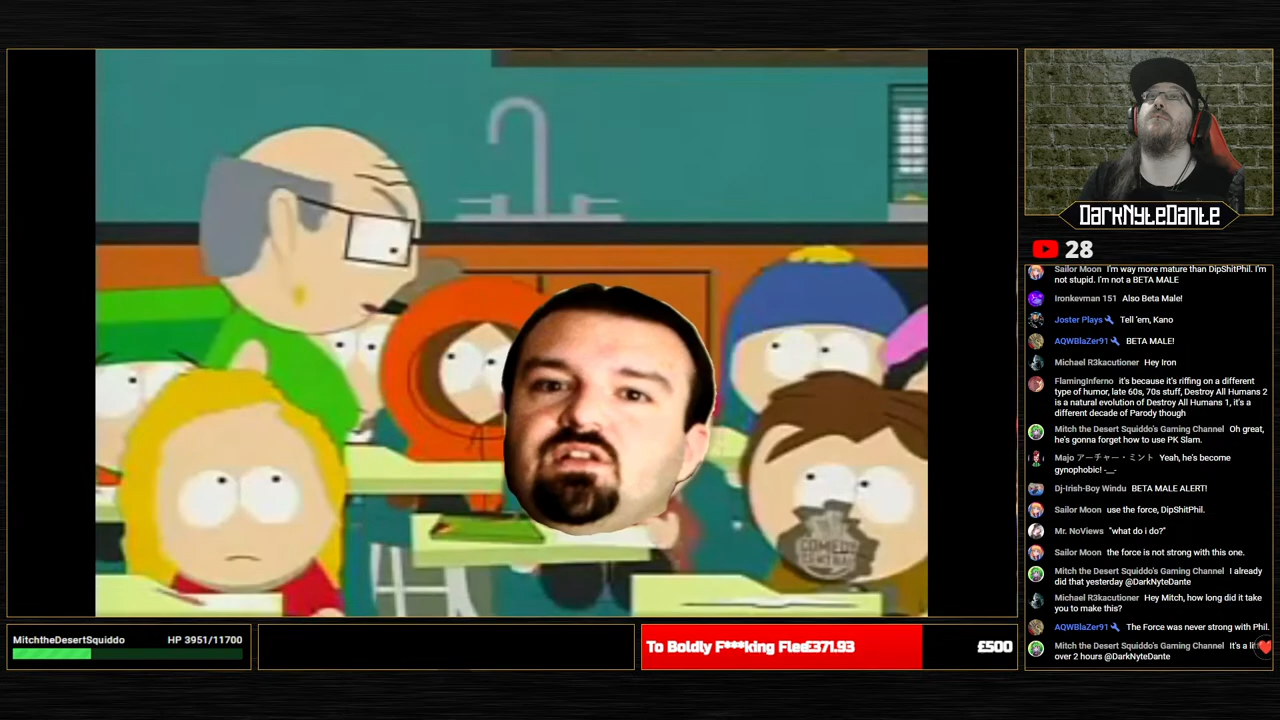 DarkNyteDante
28
Sailor Moon I'm way more mature than DipShitPhil. I'm
not stupid. I'm not a BETA MALE
Ironkevman 151 Also Beta Male!
Joster Plays Tell 'em, Kano
AQWBlaZer91 BETA MALE!
Michael R3kacutioner Hey Iron
FlamingInferno it's because it's riffing on a different
type of humor, late 60s, 70s stuff, Destroy All Humans 2
is a natural evolution of Destroy All Humans 1, it's a
different decade of Parody though
Mitch the Desert Squiddo's Gaming Channel Oh great,
he's gonna forget how to use PK Slam.
Majo アーチャー・ミント Yeah, he's become
gynophobic! -__-
Dj-Irish-Boy Windu BETA MALE ALERT!
Sailor Moon use the force, DipShitPhil.
Mr. NoViews "what do i do?"
Sailor Moon the force is not strong with this one.
Mitch the Desert Squiddo's Gaming Channel I already
did that yesterday @DarkNyteDante
Michael R3kacutioner Hey Mitch, how long did it take
you to make this?
AQWBlaZer91 The Force was never strong with Phil.
Mitch the Desert Squiddo's Gaming Channel It's a
over 2 hours @DarkNyteDante
COMEDY
CENTRAL
MitchtheDesertSquiddo HP 3951/11700
To Boldly F***king Flee £371.93 £500